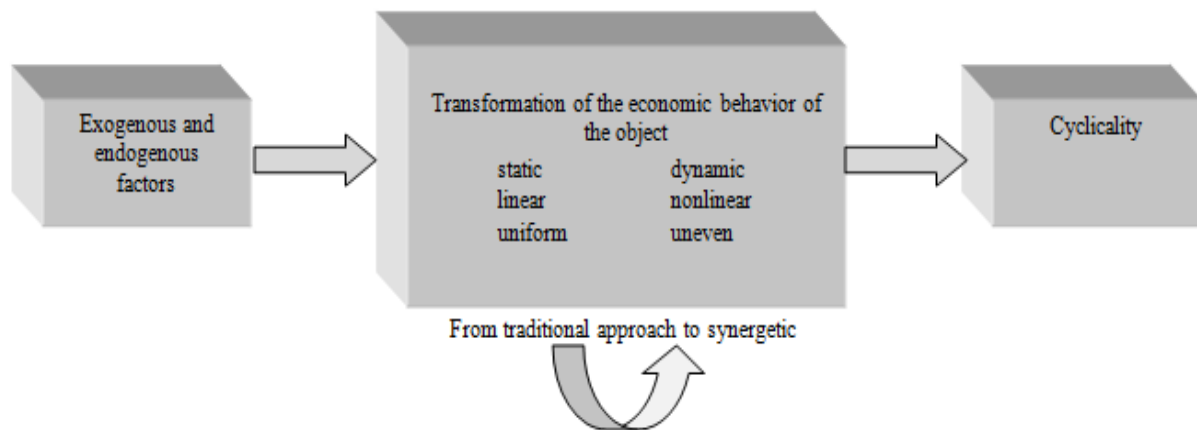 Exogenous and
endogenous
factors
Transformation of the economic behavior of
the object
static dynamic
linear nonlinear
uniform uneven
Cyclicality
From traditional approach to synergetic